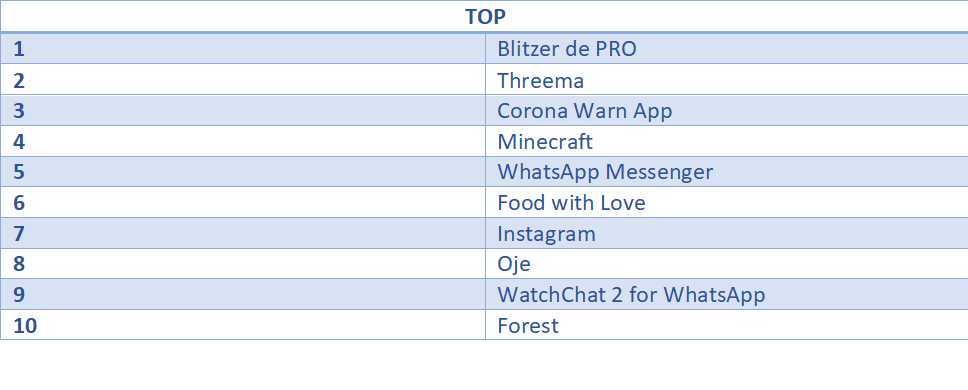 TOP
1 Blitzer de PRO
2 Threema
3 Corona Warn App
4 Minecraft
5 WhatsApp Messenger
6 Food with Love
7 Instagram
8 Oje
9 WatchChat 2 for WhatsApp
10 Forest